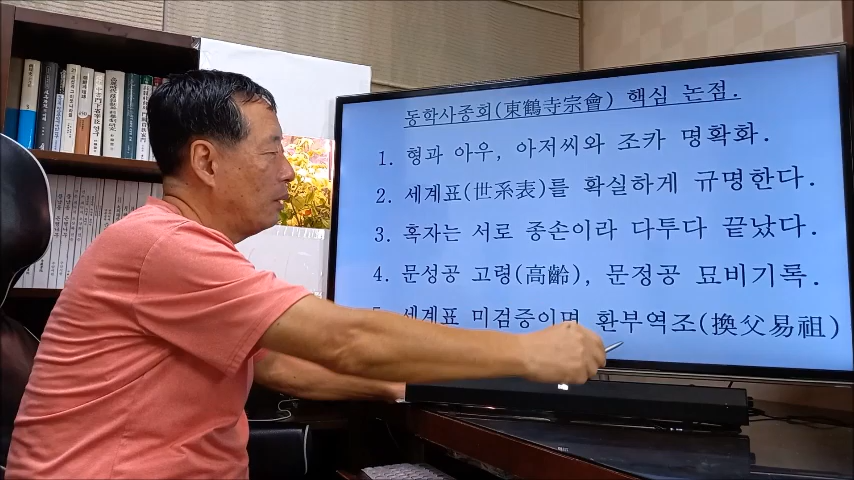 동학사종회(東鶴寺宗會) 핵심 논점.
1. 형과 아우, 아저씨와 조카 명확화.
2. 세계표(世系表)를 확실하게 규명한다.
3. 혹자는 서로 종손이라 다투다 끝났다.
4. 문성공 고령(高齡), 문정공 묘비기록.
5. 세계표 미검증이면 환부역조(換父易祖)